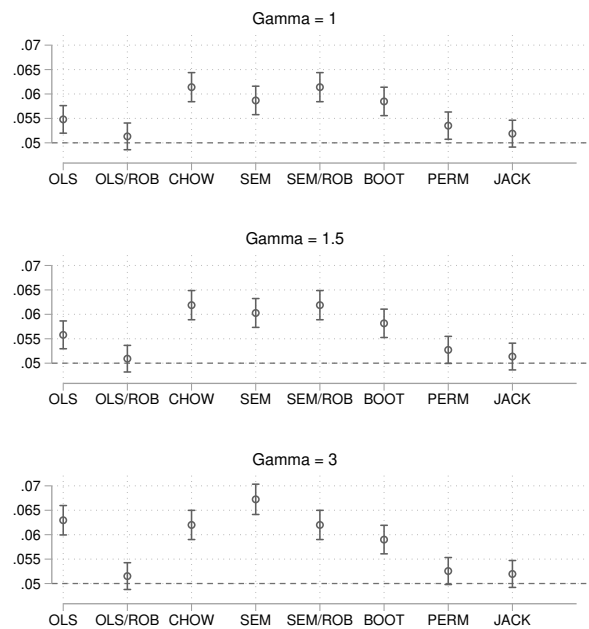 Gamma = 1
.07
.065
.06
.055
.05
OLS OLS/ROB CHOW SEM SEM/ROB BOOT PERM JACK
Gamma = 1.5
.07
.065
.06
.055
.05
OLS OLS/ROB CHOW SEM SEM/ROB BOOT PERM JACK
Gamma = 3
.07
.065
.06
.055
.05
OLS OLS/ROB CHOW SEM SEM/ROB BOOT PERM JACK